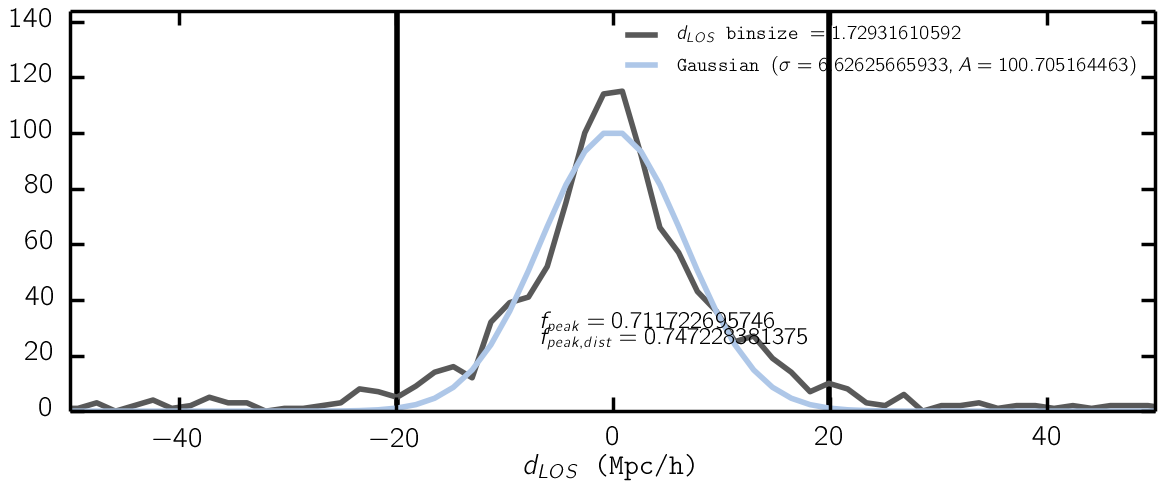 140
120
100
80
60
40
20
0
d_LOS binsize = 1.72931610592
Gaussian (σ = 6.62625665933, A = 100.705164463)
f_peak = 0.711722695746
f_peak,dist = 0.747228381375
−40 −20 0 20 40
d_LOS (Mpc/h)